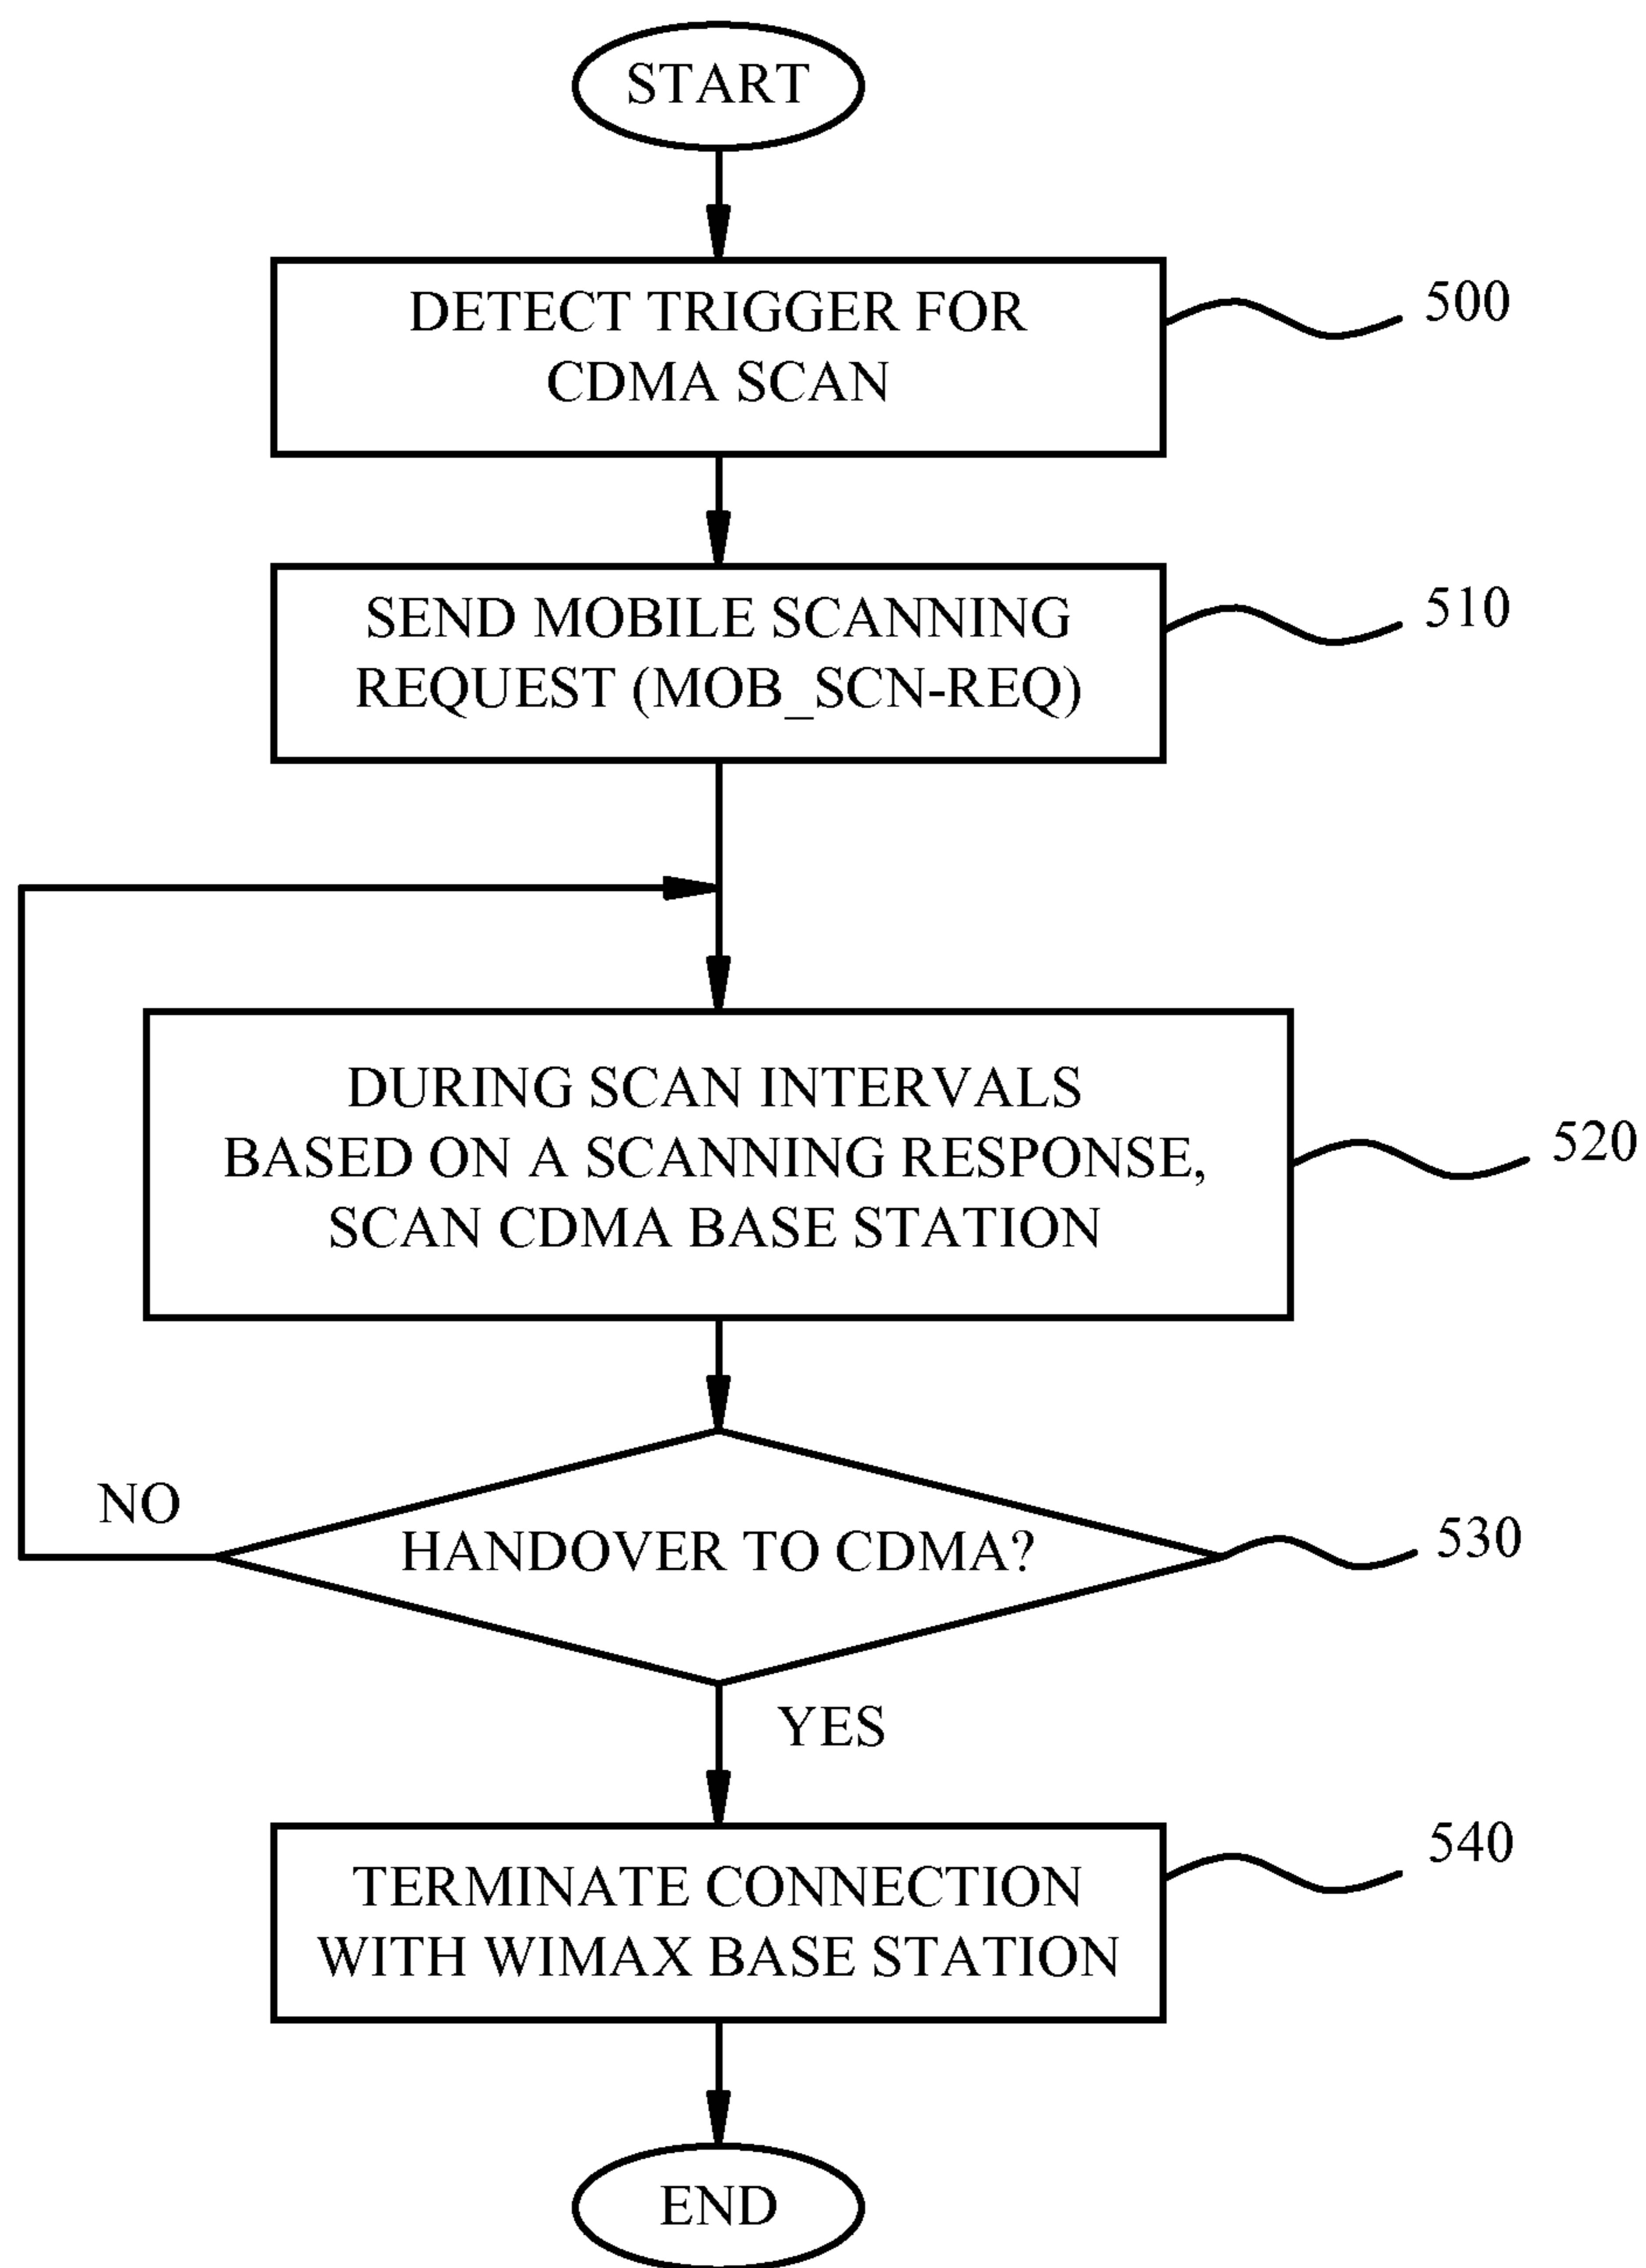 START
DETECT TRIGGER FOR
CDMA SCAN
500
SEND MOBILE SCANNING
REQUEST (MOB_SCN-REQ)
510
DURING SCAN INTERVALS
BASED ON A SCANNING RESPONSE,
SCAN CDMA BASE STATION
520
NO
HANDOVER TO CDMA?
530
YES
TERMINATE CONNECTION
WITH WIMAX BASE STATION
540
END